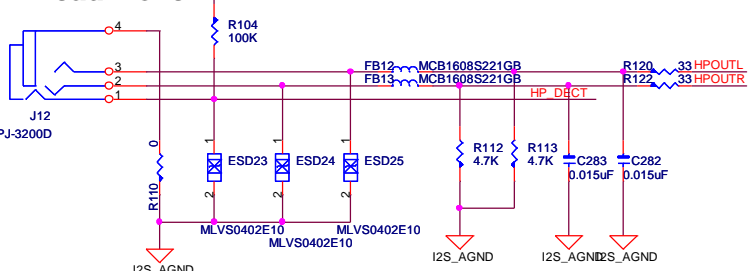 4
R104
100K
3
FB12
MCB1608S221GB
R120
33
HPOUTL
2
FB13
MCB1608S221GB
R122
33
HPOUTR
1
HP_DECT
J12
PJ-3200D
0
R110
1
ESD23
2
1
ESD24
2
1
ESD25
2
R112
4.7K
R113
4.7K
C283
0.015uF
C282
0.015uF
MLVS0402E10
MLVS0402E10
MLVS0402E10
I2S_AGND
I2S_AGND
I2S_AGND
I2S_AGND